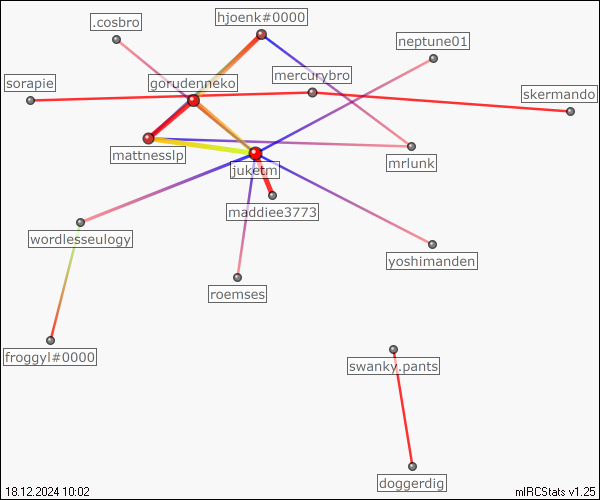 hjoenk#0000
.cosbro
neptune01
mercurybro
sorapie
gorudenneko
skermando
mattnesslp
mrlunk
juketm
maddiee3773
wordlesseulogy
yoshimanden
roemses
froggyl#0000
swanky.pants
doggerdig
18.12.2024 10:02
mIRCStats v1.25